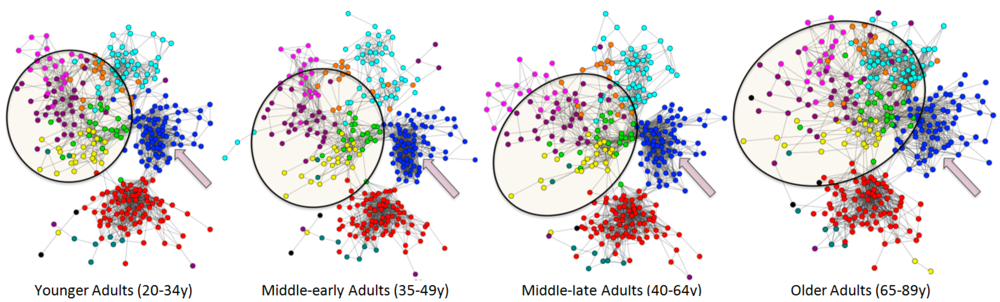 Younger Adults (20-34y)
Middle-early Adults (35-49y)
Middle-late Adults (40-64y)
Older Adults (65-89y)